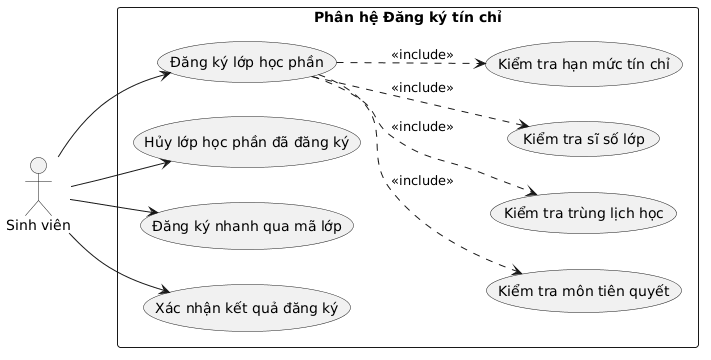 Phân hệ Đăng ký tín chỉ
Đăng ký lớp học phần
«include»
Kiểm tra hạn mức tín chỉ
«include»
Kiểm tra sĩ số lớp
«include»
Hủy lớp học phần đã đăng ký
«include»
Kiểm tra trùng lịch học
Sinh viên
Đăng ký nhanh qua mã lớp
Kiểm tra môn tiên quyết
Xác nhận kết quả đăng ký